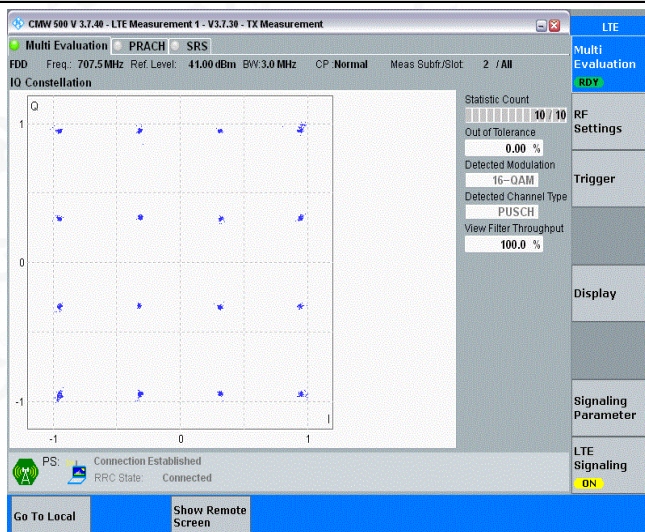 CMW 500 V 3.7.40 - LTE Measurement 1 - V3.7.30 - TX Measurement
LTE
Multi Evaluation PRACH SRS
Multi
Evaluation
RDY
FDD Freq.: 707.5 MHz Ref. Level: 41.00 dBm BW:3.0 MHz CP :Normal Meas Subfr./Slot: 2 / All
IQ Constellation
Q
1
0
-1
-1
0
1
I
Statistic Count
10 / 10
Out of Tolerance
0.00 %
Detected Modulation
16-QAM
Detected Channel Type
PUSCH
View Filter Throughput
100.0 %
RF
Settings
Trigger
Display
Signaling
Parameter
LTE
Signaling
ON
PS: Connection Established
RRC State: Connected
Go To Local
Show Remote
Screen